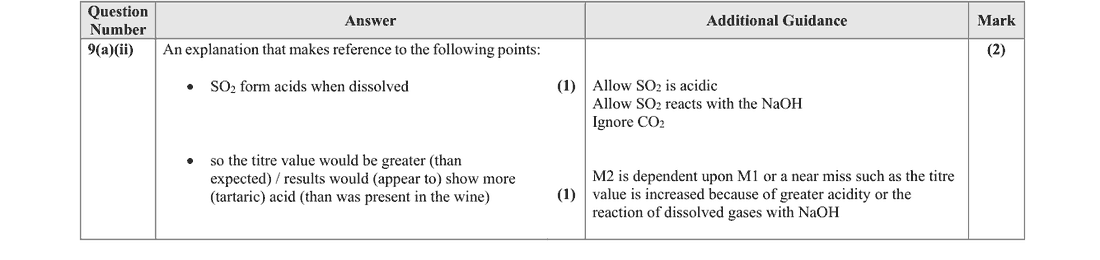 Question Number Answer Additional Guidance Mark
9(a)(ii) An explanation that makes reference to the following points: (2)
• SO₂ form acids when dissolved (1) Allow SO₂ is acidic
Allow SO₂ reacts with the NaOH
Ignore CO₂
• so the titre value would be greater (than
expected) / results would (appear to) show more
(tartaric) acid (than was present in the wine) (1)
M2 is dependent upon M1 or a near miss such as the titre
value is increased because of greater acidity or the
reaction of dissolved gases with NaOH